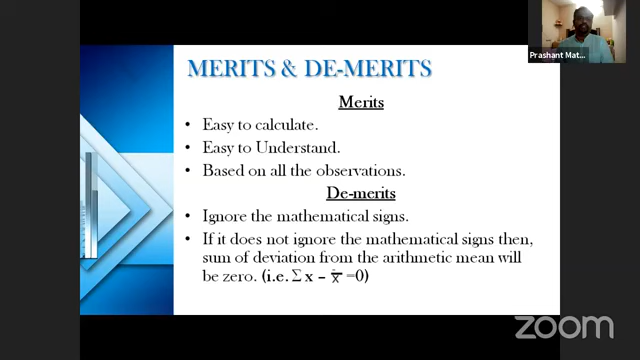 Prashant Mat...
MERITS & DE-MERITS
Merits
• Easy to calculate.
• Easy to Understand.
• Based on all the observations.
De-merits
• Ignore the mathematical signs.
• If it does not ignore the mathematical signs then,
sum of deviation from the arithmetic mean will
be zero. (i.e. Σ x – x̄ =0)
zoom